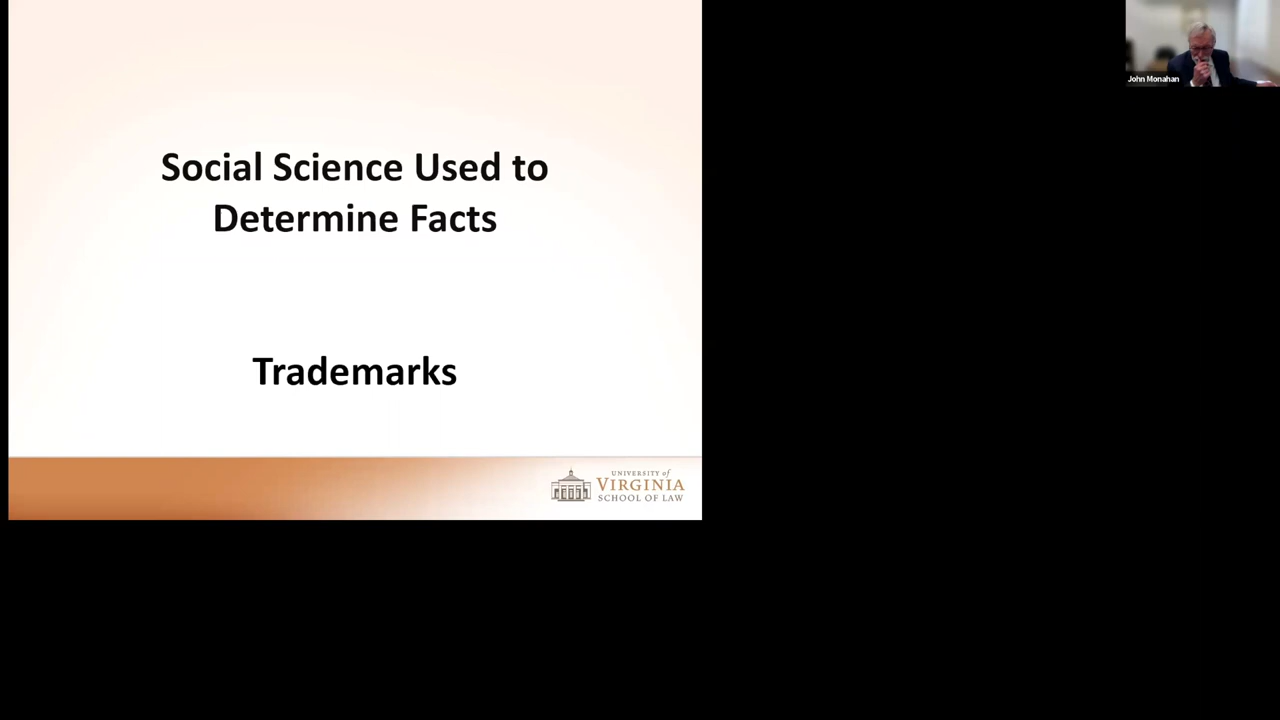 Social Science Used to
Determine Facts
Trademarks
UNIVERSITY of
VIRGINIA
SCHOOL OF LAW
John Monahan